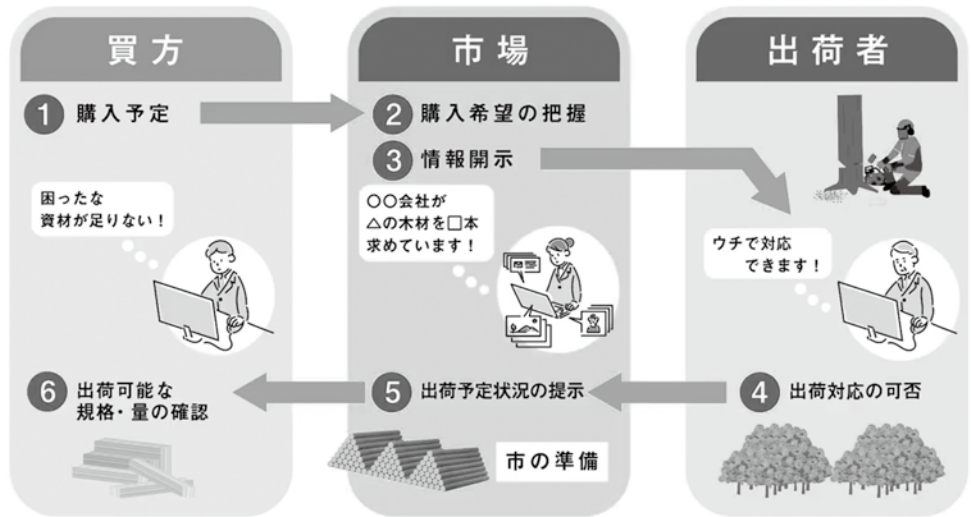 買方
市場
出荷者
1 購入予定
2 購入希望の把握
3 情報開示
困ったな
資材が足りない！
〇〇会社が
△の木材を□本
求めています！
ウチで対応
できます！
4 出荷対応の可否
5 出荷予定状況の提示
市の準備
6 出荷可能な
規格・量の確認